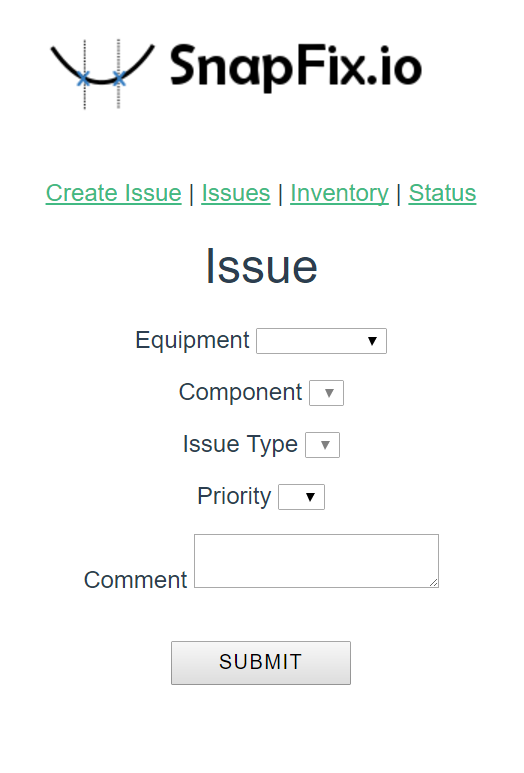 SnapFix.io
Create Issue | Issues | Inventory | Status
Issue
Equipment
Component
Issue Type
Priority
Comment
SUBMIT